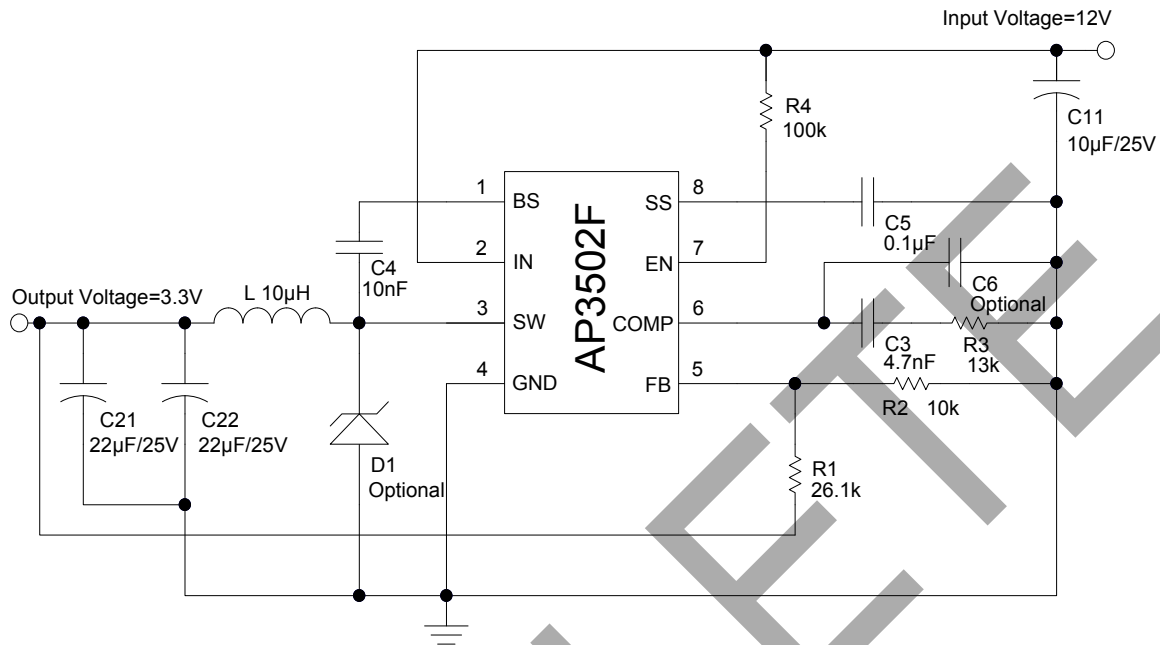 Input Voltage=12V
R4
100k
C11
10µF/25V
1
BS
2
IN
3
SW
4
GND
AP3502F
SS
8
EN
7
COMP
6
FB
5
C5
0.1µF
C6
Optional
C3
4.7nF
R3
13k
R2 10k
R1
26.1k
C4
10nF
Output Voltage=3.3V
L 10µH
C21
22µF/25V
C22
22µF/25V
D1
Optional
ETE